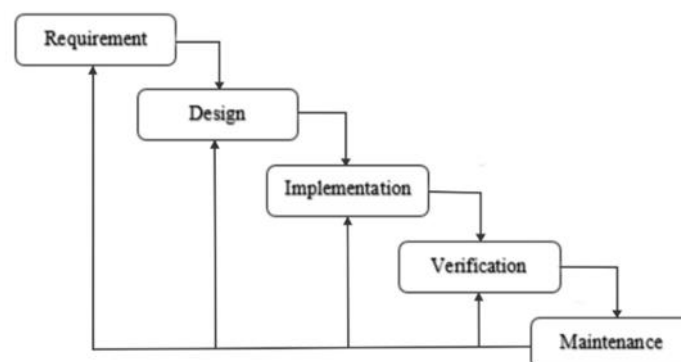 Requirement
Design
Implementation
Verification
Maintenance